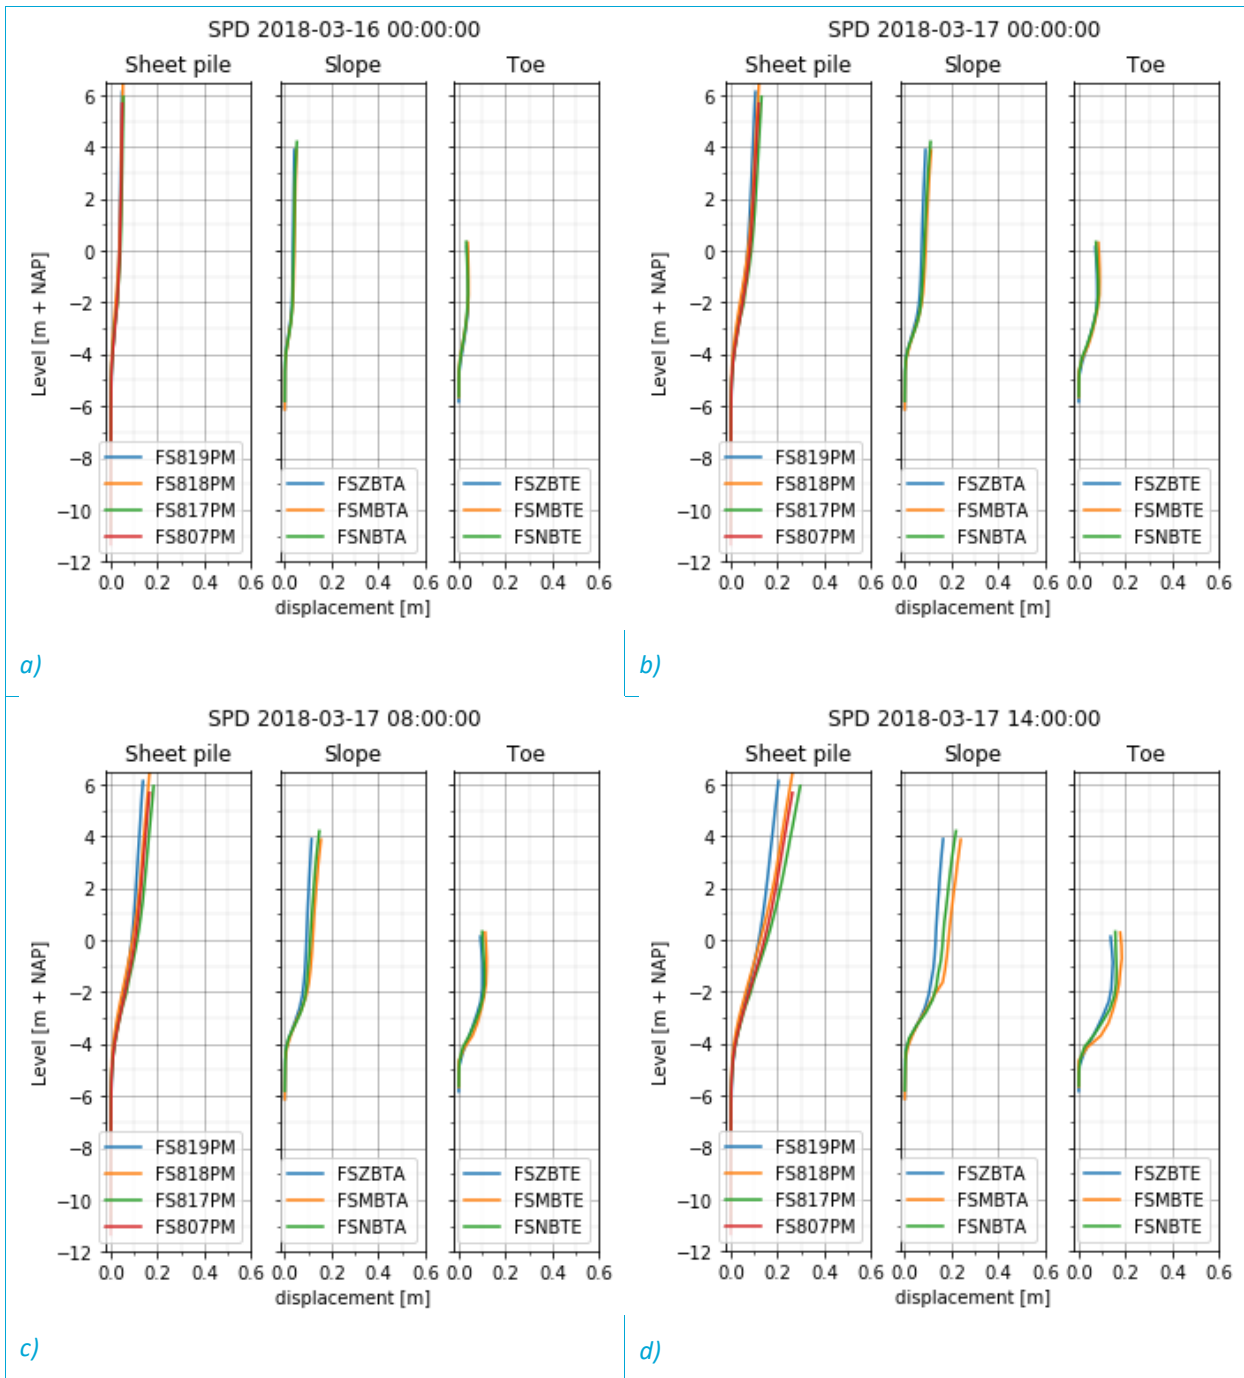 SPD 2018-03-16 00:00:00
Sheet pile Slope Toe
6
4
2
0
−2
−4
−6
−8
−10
−12
Level [m + NAP]
FS819PM
FS818PM
FS817PM
FS807PM
FSZBTA
FSMBTA
FSNBTA
FSZBTE
FSMBTE
FSNBTE
0.0 0.2 0.4 0.6 0.0 0.2 0.4 0.6 0.0 0.2 0.4 0.6
displacement [m]
a)
SPD 2018-03-17 00:00:00
Sheet pile Slope Toe
6
4
2
0
−2
−4
−6
−8
−10
−12
Level [m + NAP]
FS819PM
FS818PM
FS817PM
FS807PM
FSZBTA
FSMBTA
FSNBTA
FSZBTE
FSMBTE
FSNBTE
0.0 0.2 0.4 0.6 0.0 0.2 0.4 0.6 0.0 0.2 0.4 0.6
displacement [m]
b)
SPD 2018-03-17 08:00:00
Sheet pile Slope Toe
6
4
2
0
−2
−4
−6
−8
−10
−12
Level [m + NAP]
FS819PM
FS818PM
FS817PM
FS807PM
FSZBTA
FSMBTA
FSNBTA
FSZBTE
FSMBTE
FSNBTE
0.0 0.2 0.4 0.6 0.0 0.2 0.4 0.6 0.0 0.2 0.4 0.6
displacement [m]
c)
SPD 2018-03-17 14:00:00
Sheet pile Slope Toe
6
4
2
0
−2
−4
−6
−8
−10
−12
Level [m + NAP]
FS819PM
FS818PM
FS817PM
FS807PM
FSZBTA
FSMBTA
FSNBTA
FSZBTE
FSMBTE
FSNBTE
0.0 0.2 0.4 0.6 0.0 0.2 0.4 0.6 0.0 0.2 0.4 0.6
displacement [m]
d)